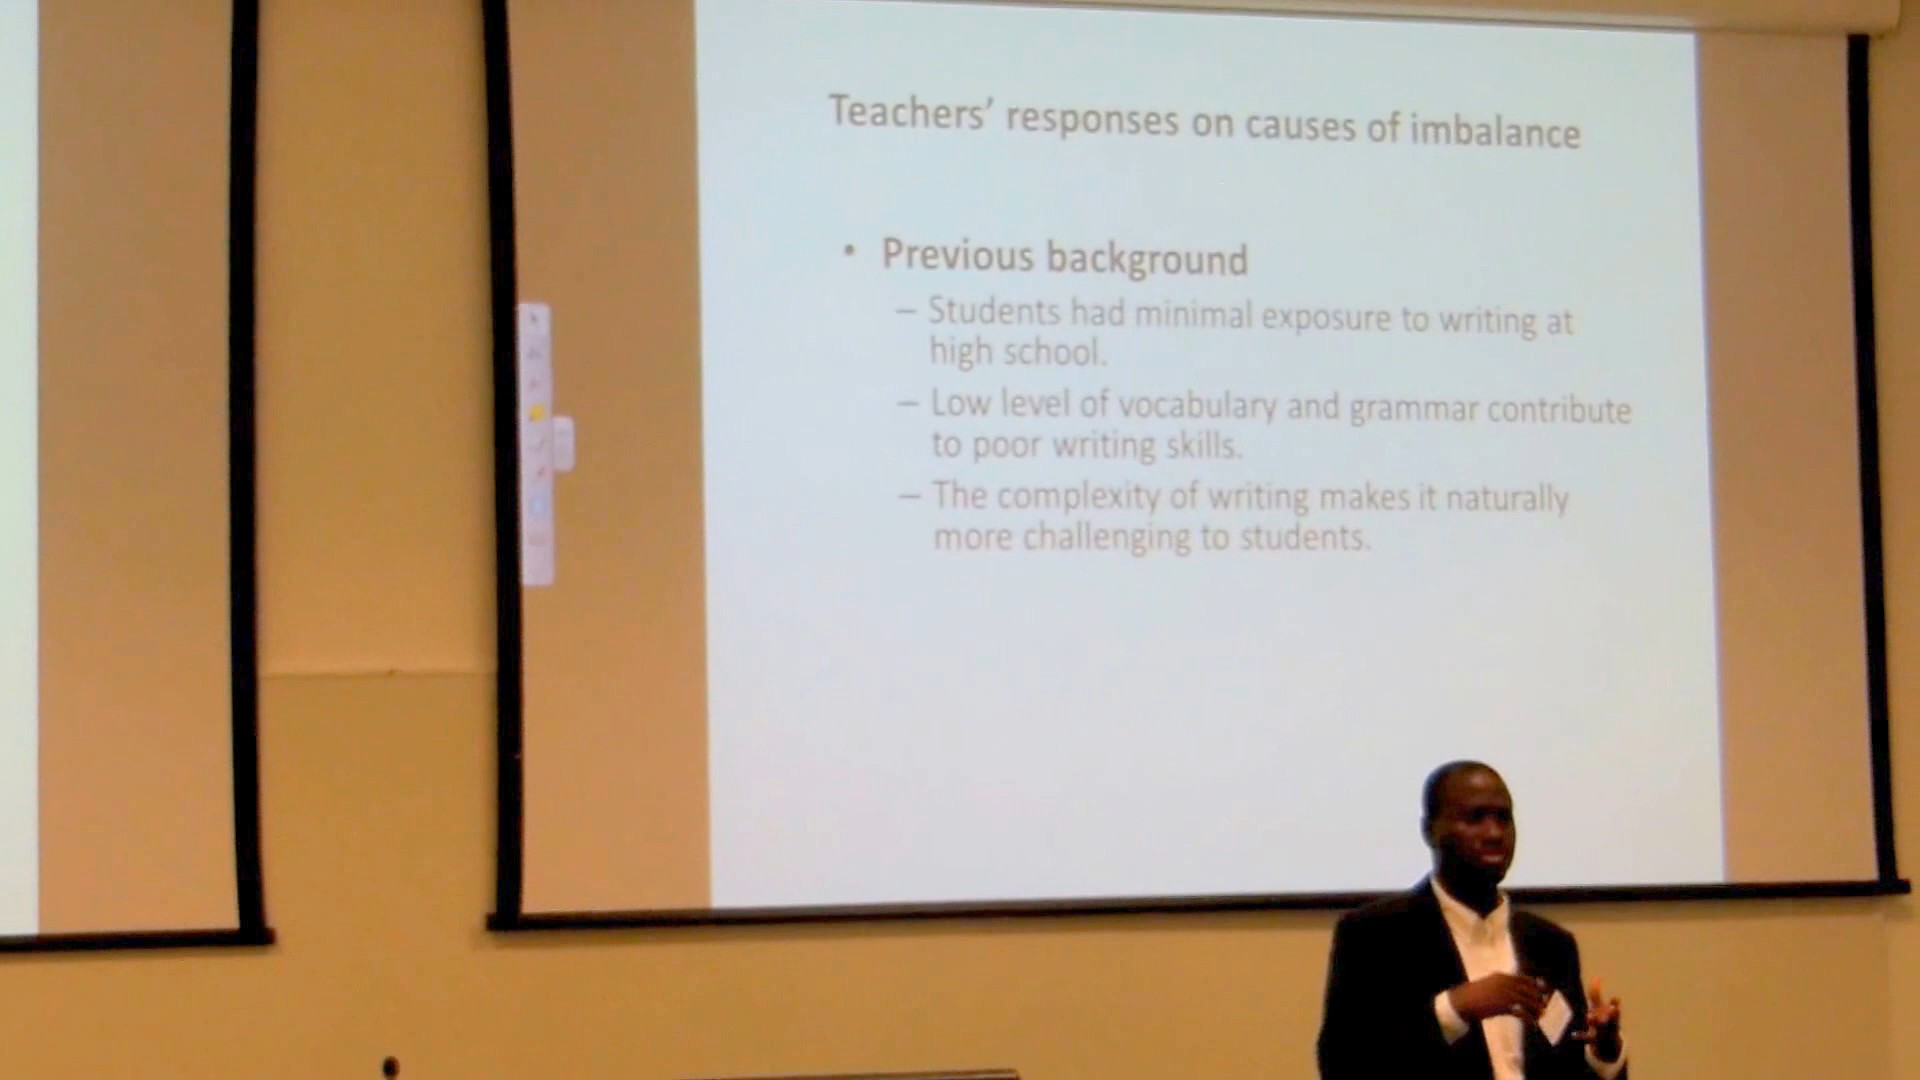 Teachers’ responses on causes of imbalance
• Previous background
– Students had minimal exposure to writing at
high school.
– Low level of vocabulary and grammar contribute
to poor writing skills.
– The complexity of writing makes it naturally
more challenging to students.